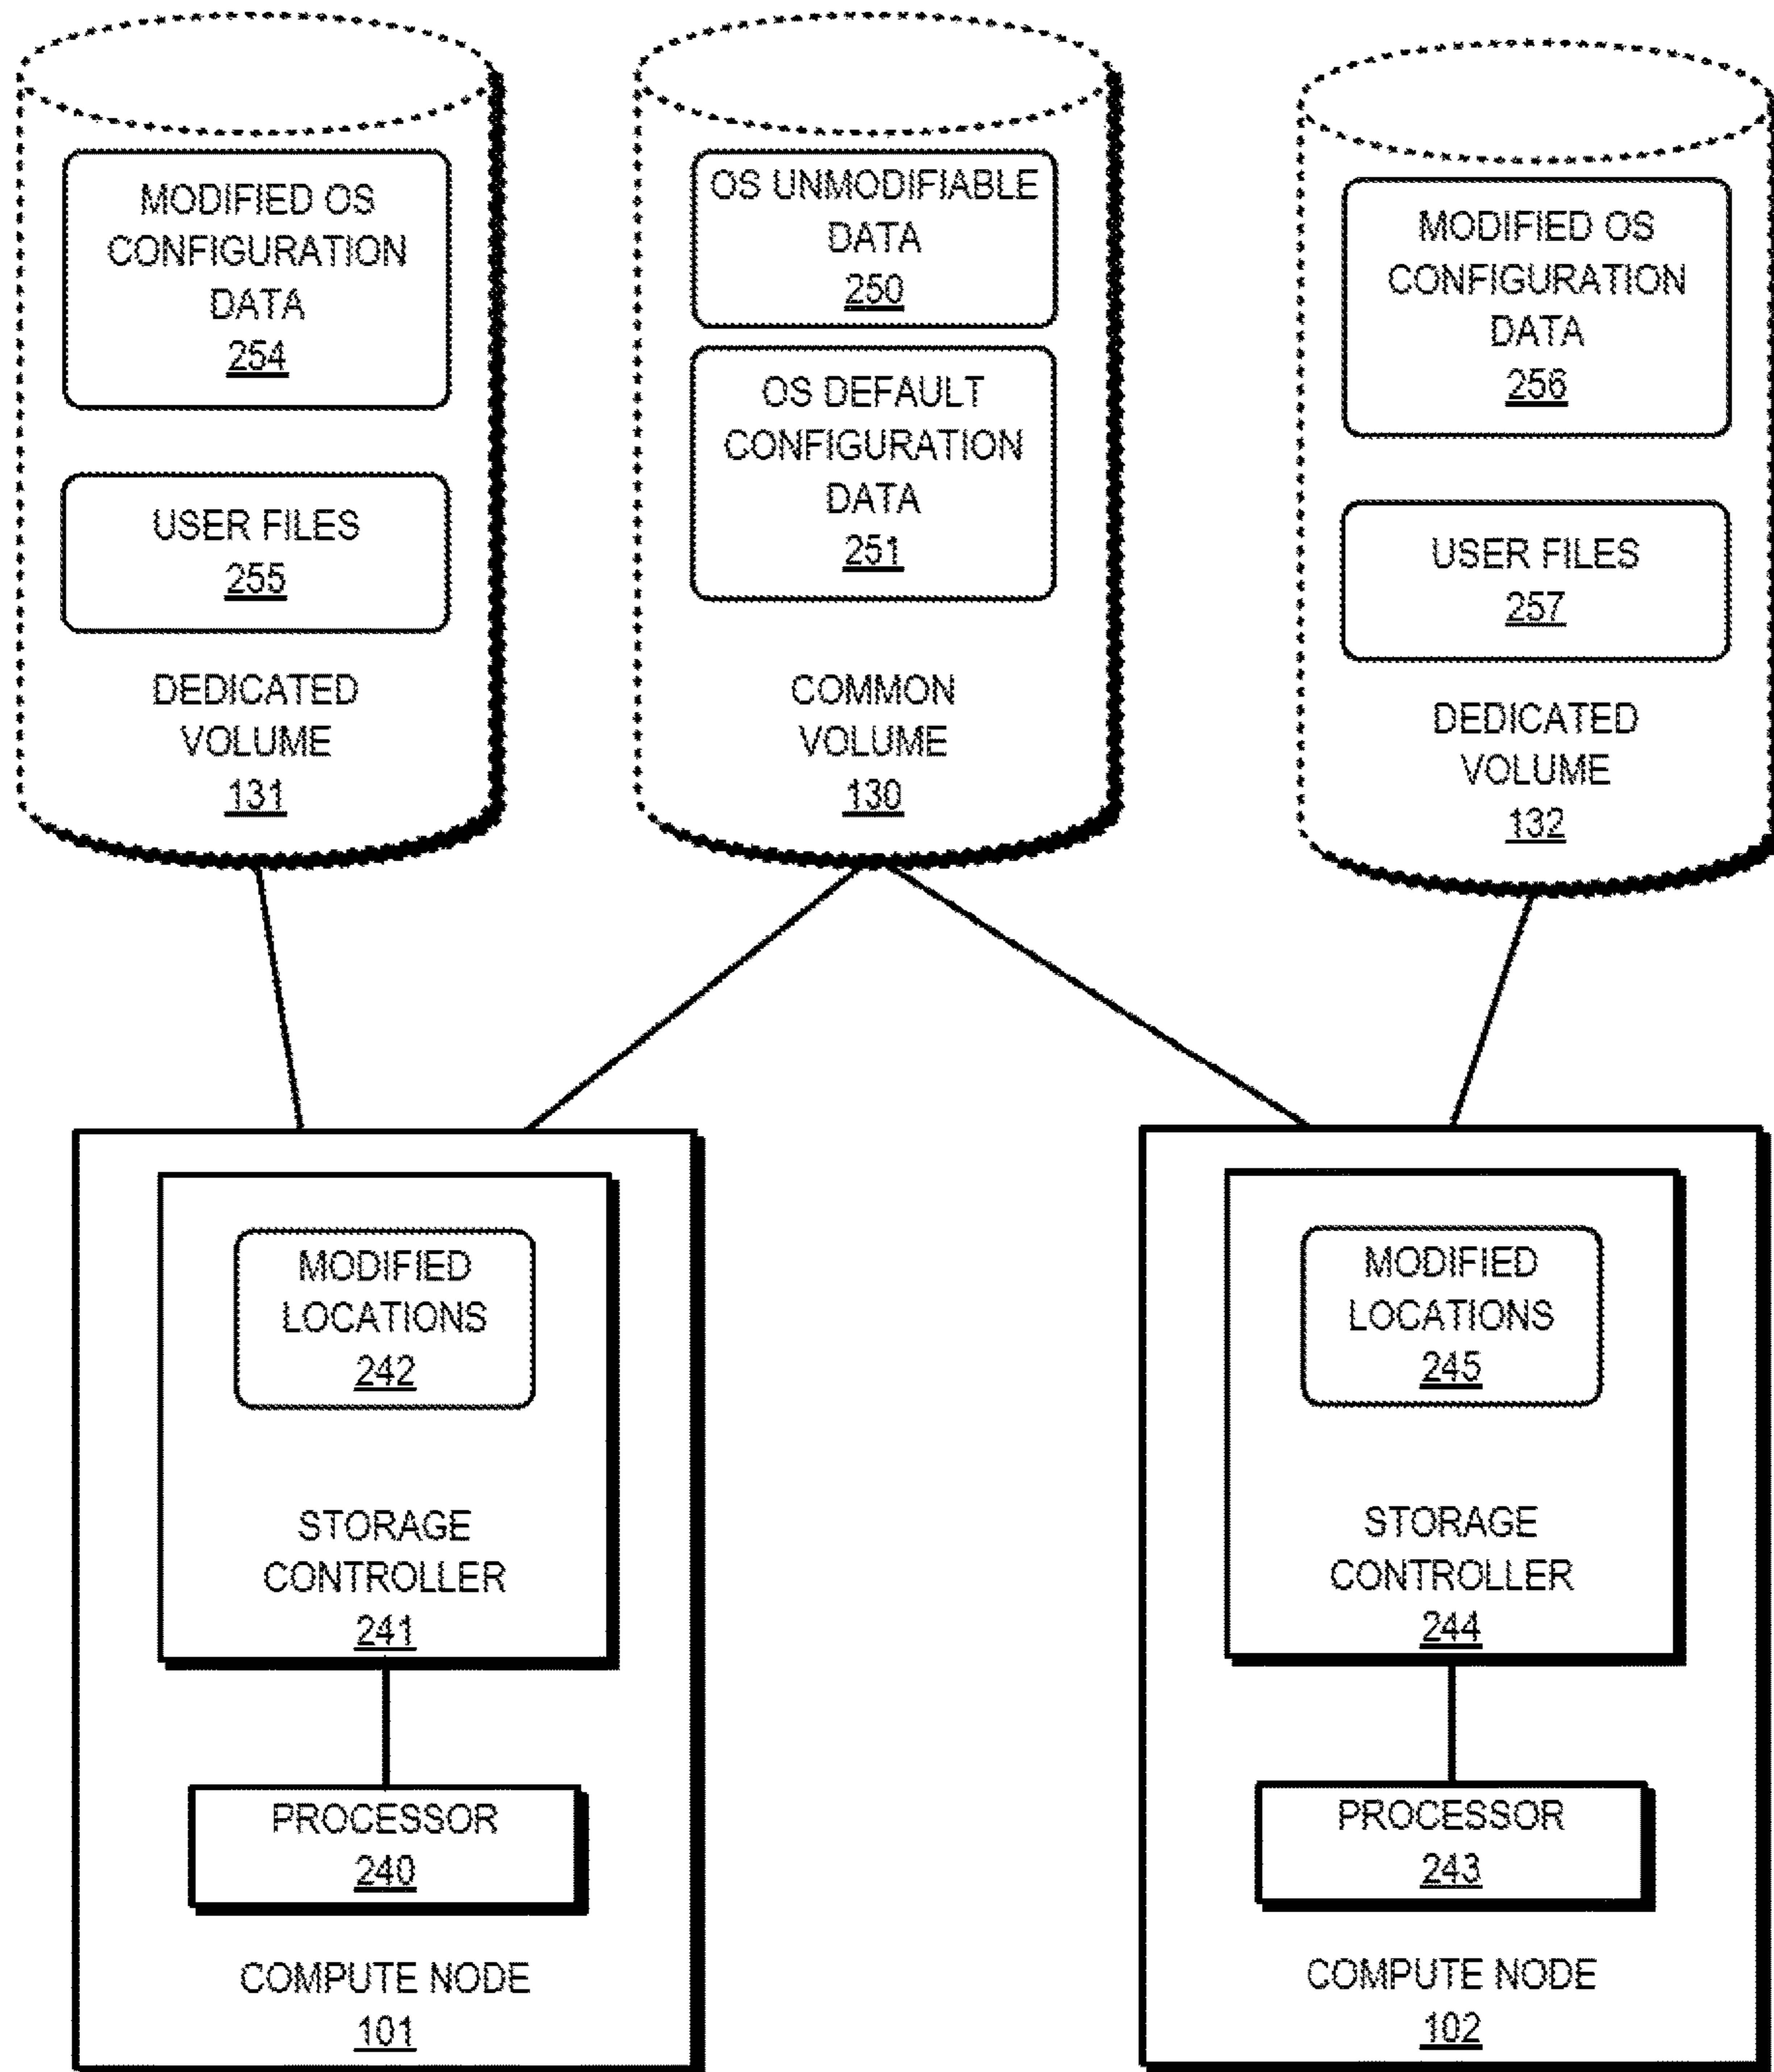 MODIFIED OS
CONFIGURATION
DATA
254
USER FILES
255
DEDICATED
VOLUME
131
OS UNMODIFIABLE
DATA
250
OS DEFAULT
CONFIGURATION
DATA
251
COMMON
VOLUME
130
MODIFIED OS
CONFIGURATION
DATA
256
USER FILES
257
DEDICATED
VOLUME
132
MODIFIED
LOCATIONS
242
STORAGE
CONTROLLER
241
PROCESSOR
240
COMPUTE NODE
101
MODIFIED
LOCATIONS
245
STORAGE
CONTROLLER
244
PROCESSOR
243
COMPUTE NODE
102